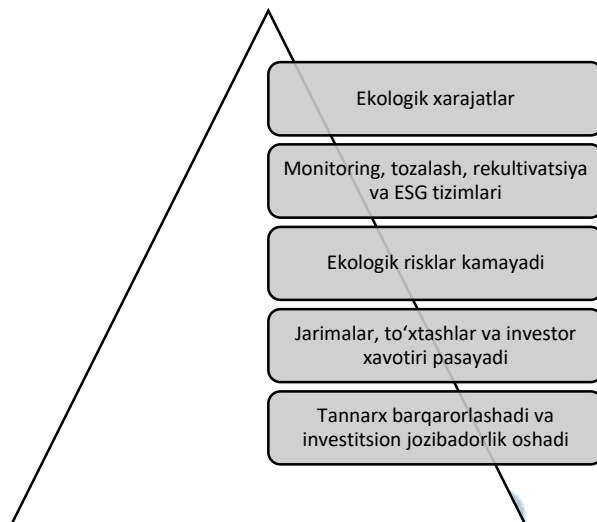 Ekologik xarajatlar
Monitoring, tozalash, rekultivatsiya
va ESG tizimlari
Ekologik risklar kamayadi
Jarimalar, to‘xtashlar va investor
xavotiri pasayadi
Tannarx barqarorlashadi va
investitsion jozibadorlik oshadi